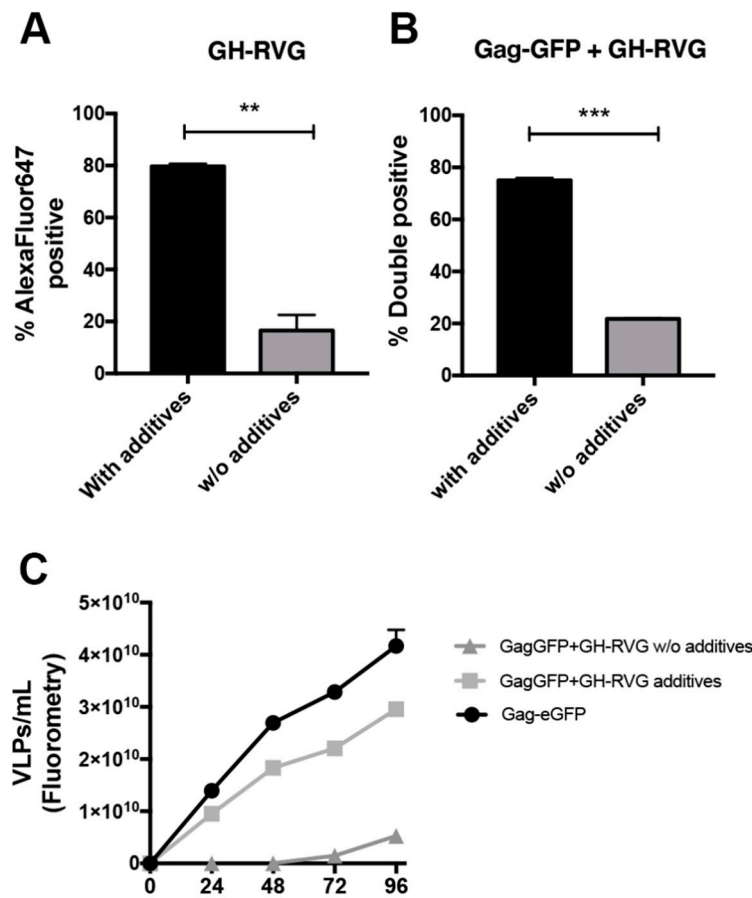 A
GH-RVG
**
% AlexaFluor647
positive
100
80
60
40
20
0
With additives
w/o additives
B
Gag-GFP + GH-RVG
***
% Double positive
100
80
60
40
20
0
with additives
w/o additives
C
VLPs/mL
(Fluorometry)
5×10¹⁰
4×10¹⁰
3×10¹⁰
2×10¹⁰
1×10¹⁰
0
0 24 48 72 96
GagGFP+GH-RVG w/o additives
GagGFP+GH-RVG additives
Gag-eGFP